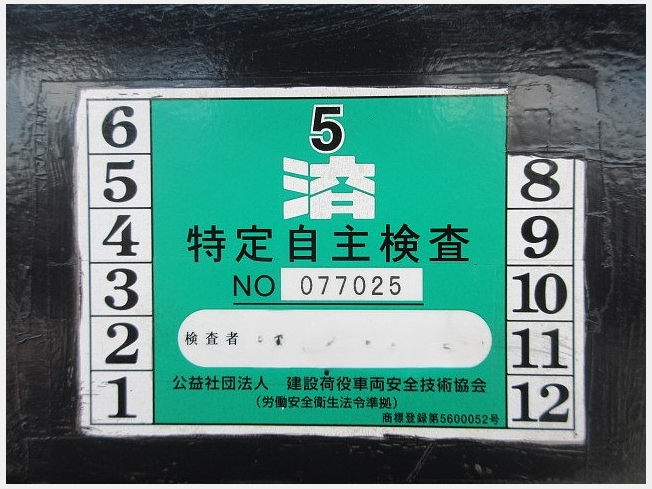 5
済
特定自主検査
NO 077025
検査者
公益社団法人 建設荷役車両安全技術協会
(労働安全衛生法令準拠)
商標登録第5600052号
6
5
4
3
2
1
8
9
10
11
12